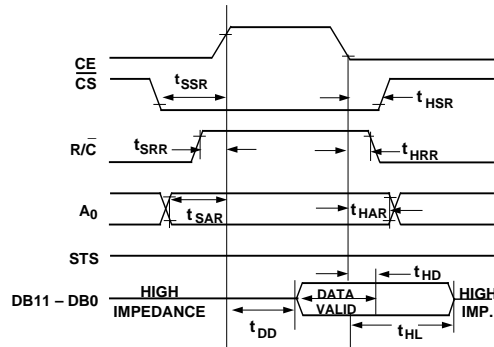 CE
CS
tSSR
tHSR
R/C̅
tSRR
tHRR
A0
tSAR
tHAR
STS
tHD
DB11 – DB0
HIGH
IMPEDANCE
DATA
VALID
HIGH
IMP.
tDD
tHL